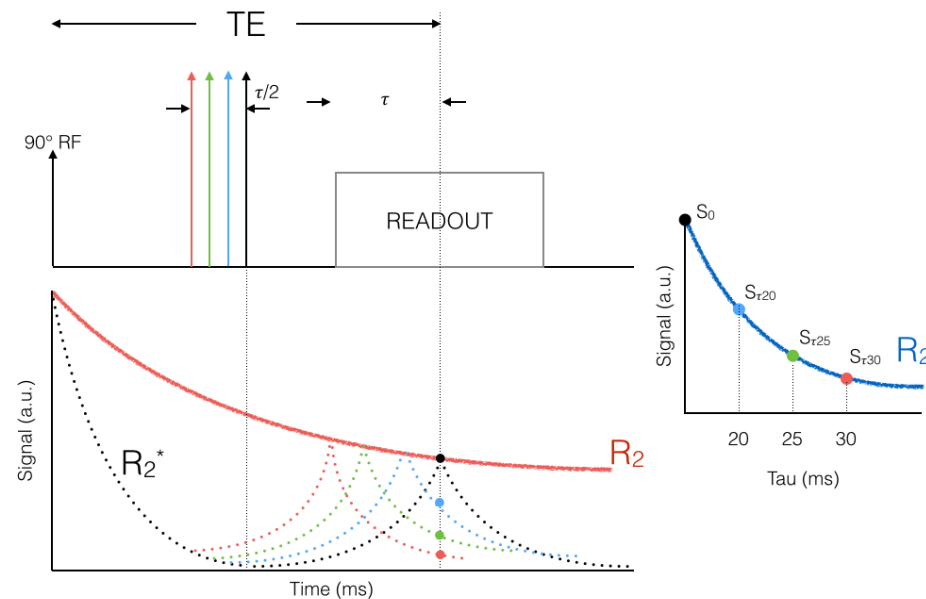 TE
τ/2
τ
90° RF
READOUT
Signal (a.u.)
R₂*
R₂
Time (ms)
S₀
Sτ20
Sτ25
Sτ30
Signal (a.u.)
R₂
20 25 30
Tau (ms)